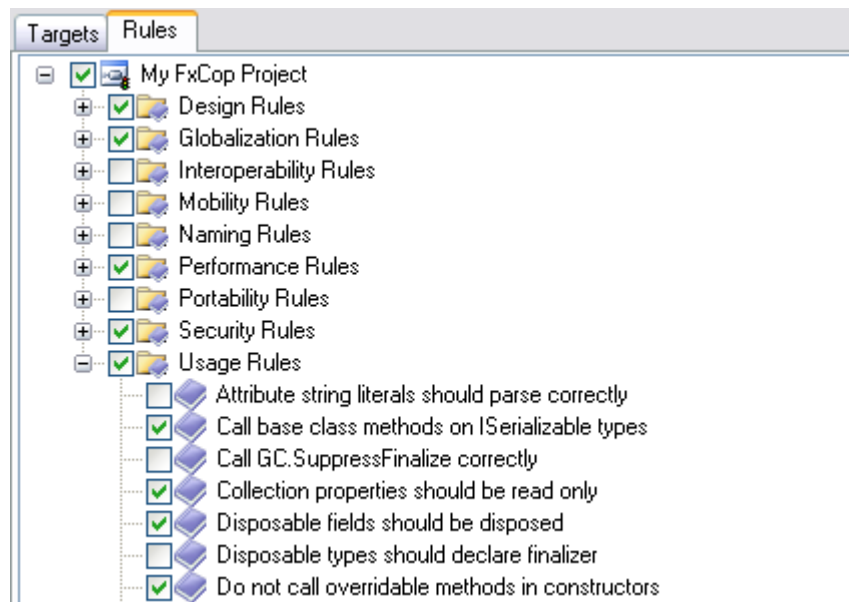 Targets Rules
My FxCop Project
Design Rules
Globalization Rules
Interoperability Rules
Mobility Rules
Naming Rules
Performance Rules
Portability Rules
Security Rules
Usage Rules
Attribute string literals should parse correctly
Call base class methods on ISerializable types
Call GC.SuppressFinalize correctly
Collection properties should be read only
Disposable fields should be disposed
Disposable types should declare finalizer
Do not call overridable methods in constructors